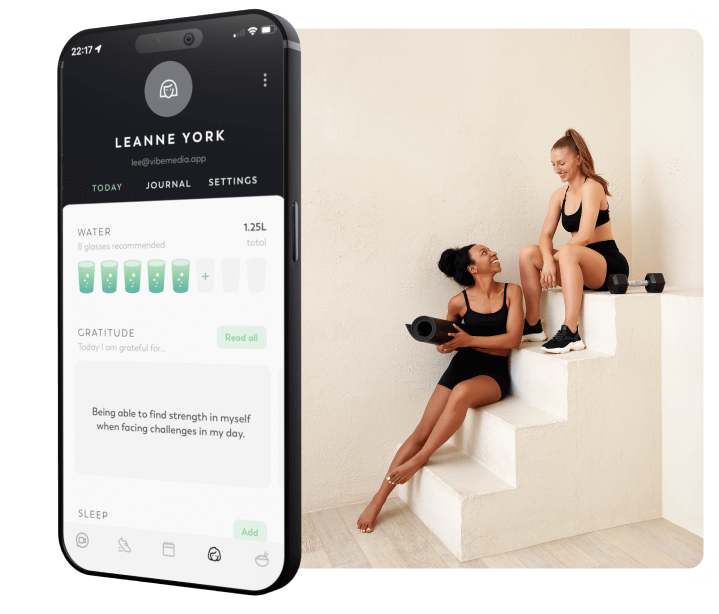 22:17
LEANNE YORK
lee@vibemedia.app
TODAY JOURNAL SETTINGS
WATER 1.25L
8 glasses recommended total
+
GRATITUDE Read all
Today I am grateful for...
Being able to find strength in myself
when facing challenges in my day.
SLEEP
Add